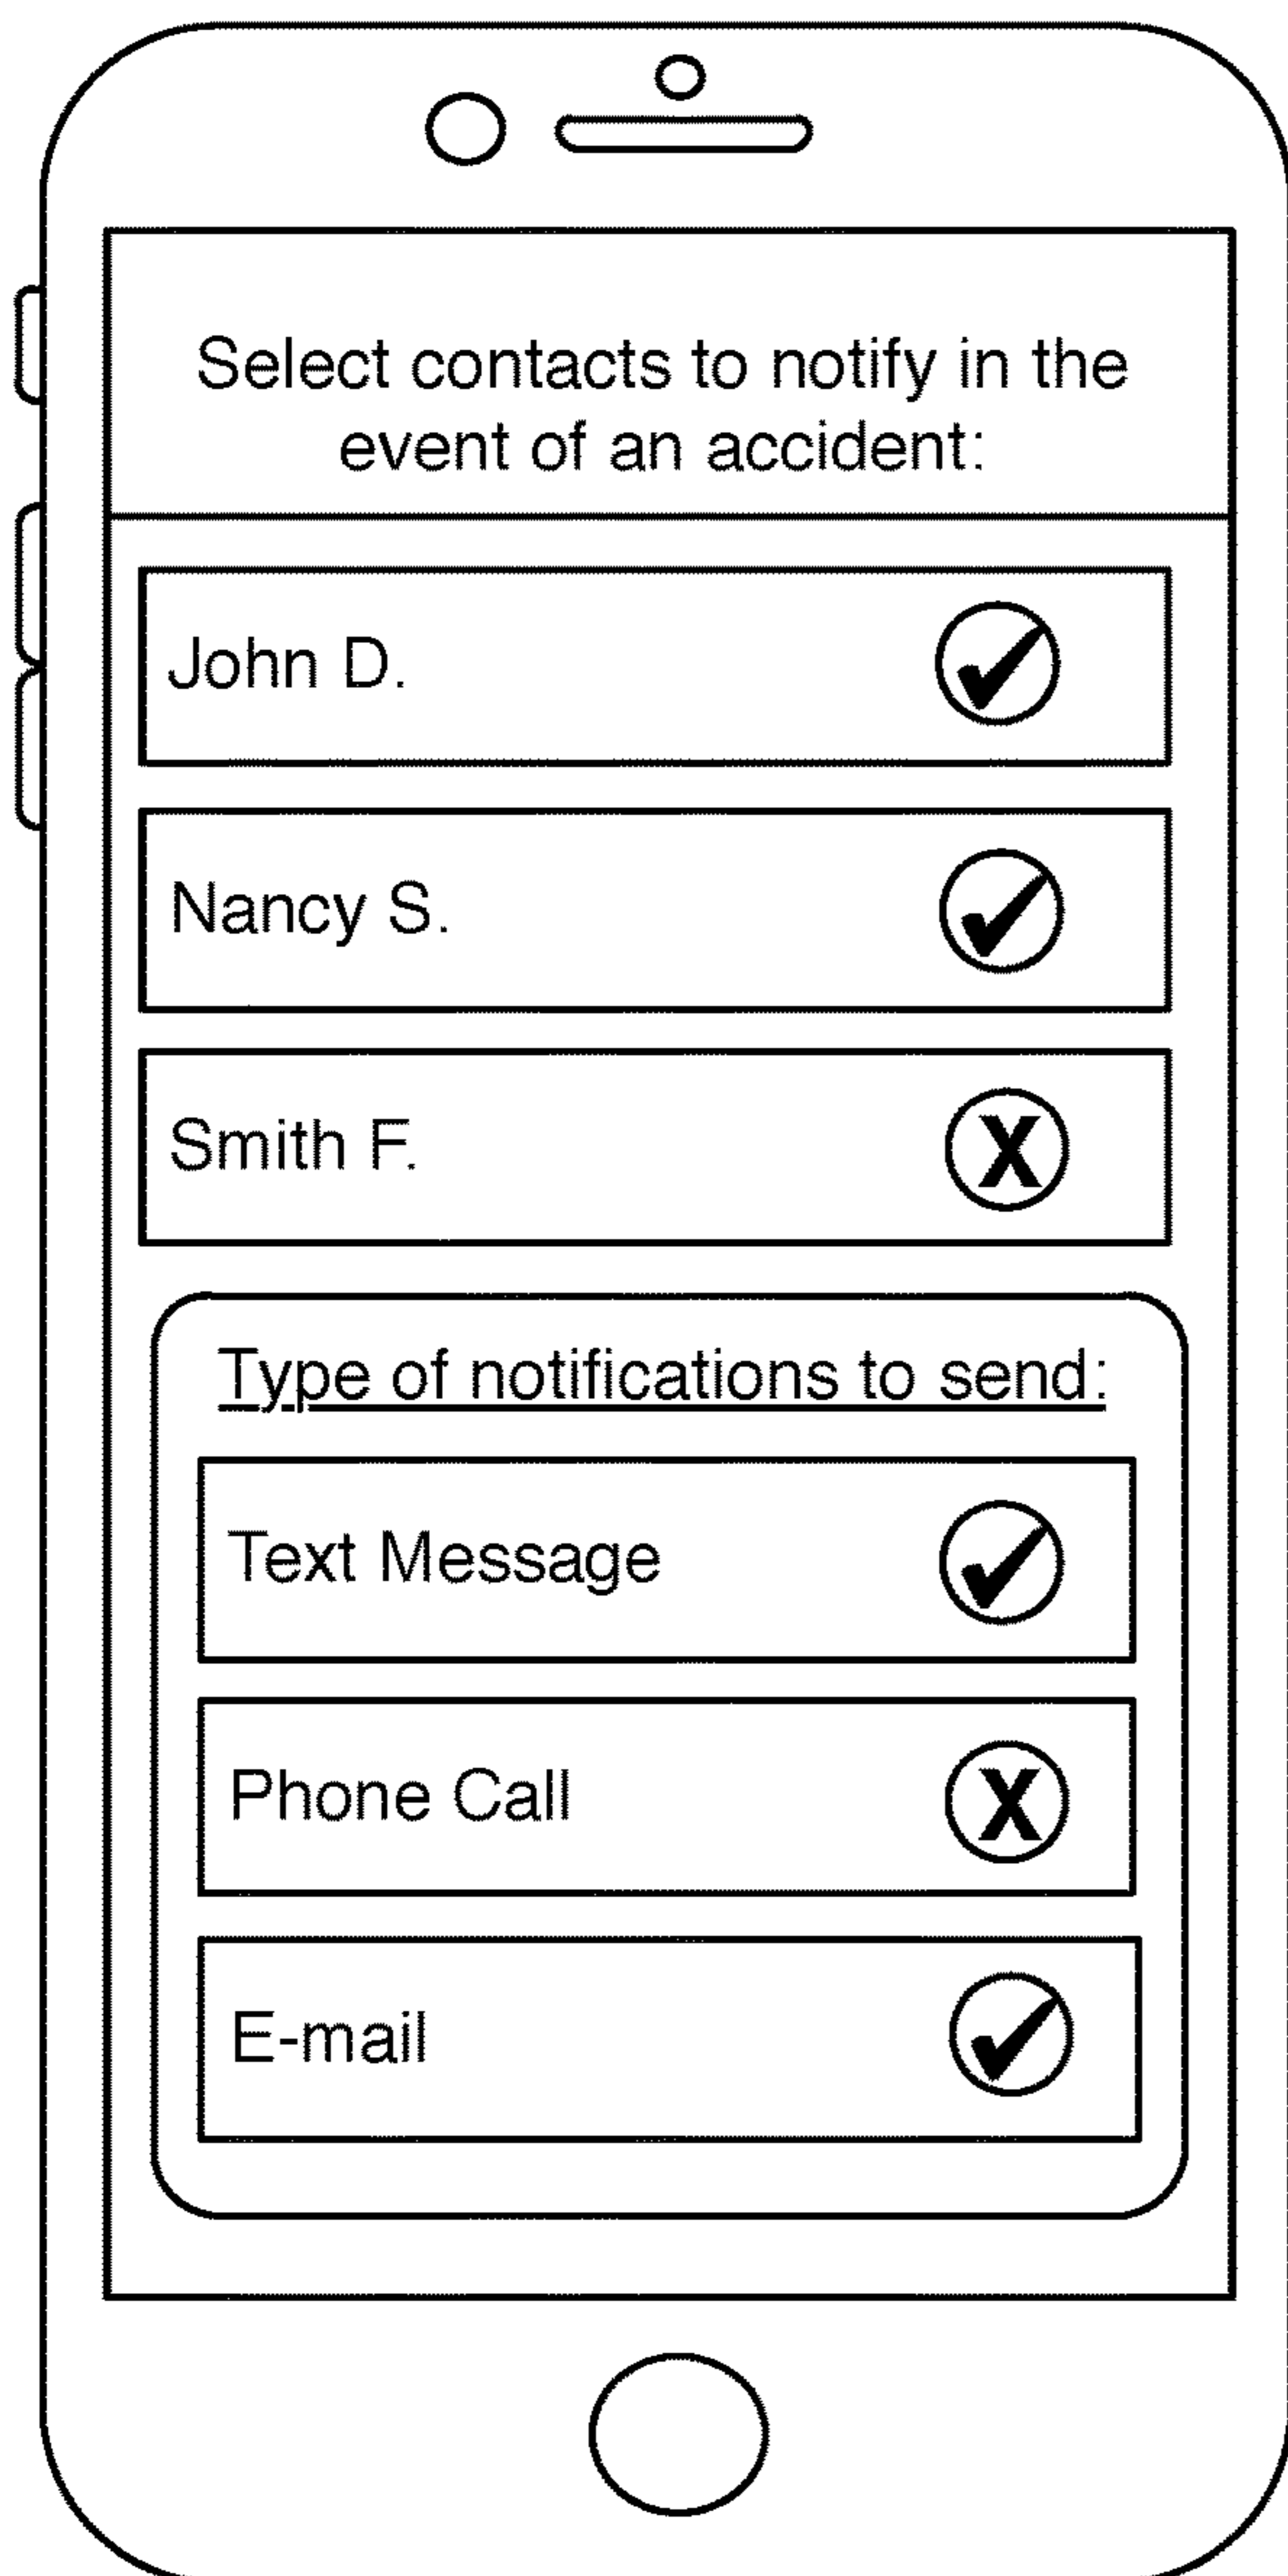 Select contacts to notify in the
event of an accident:
John D.
Nancy S.
Smith F.
Type of notifications to send:
Text Message
Phone Call
E-mail